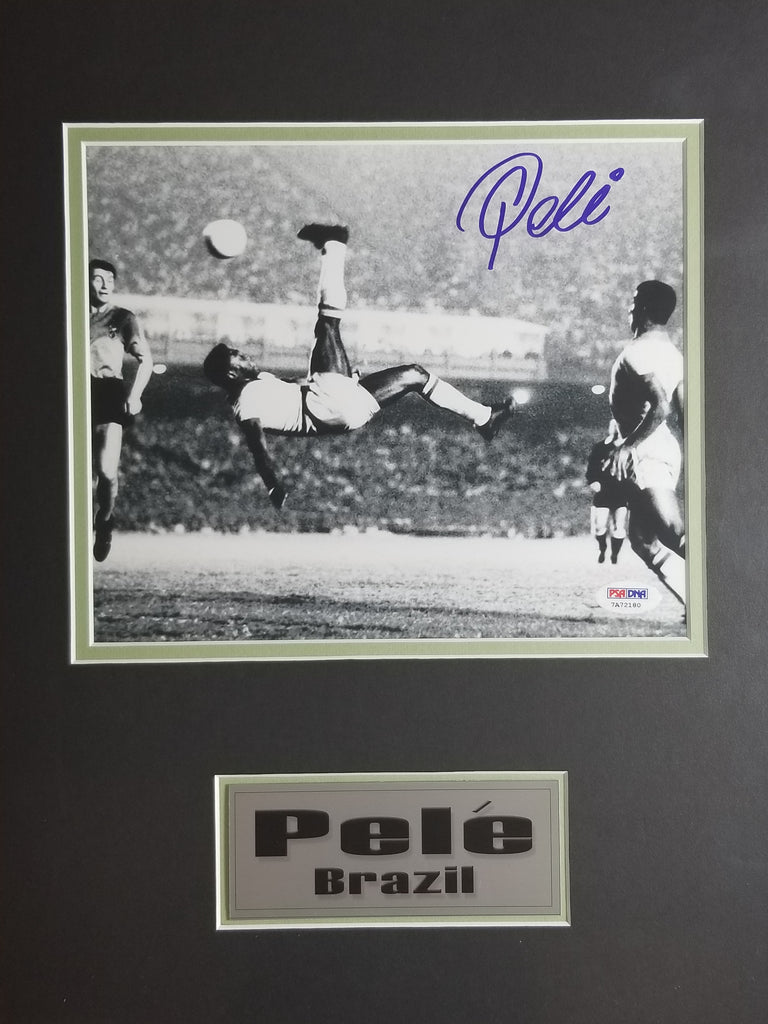 Pelé
PSA DNA
7A72180
Pelé
Brazil